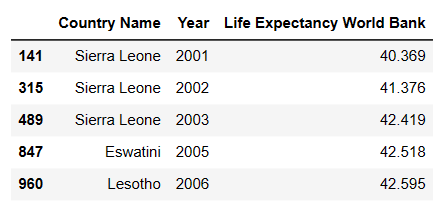 Country Name Year Life Expectancy World Bank
141 Sierra Leone 2001 40.369
315 Sierra Leone 2002 41.376
489 Sierra Leone 2003 42.419
847 Eswatini 2005 42.518
960 Lesotho 2006 42.595